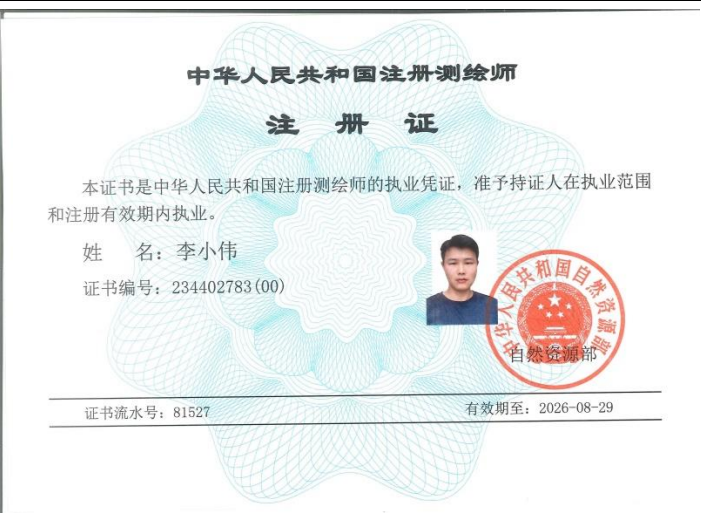 中华人民共和国注册测绘师
注 册 证
本证书是中华人民共和国注册测绘师的执业凭证，准予持证人在执业范围
和注册有效期内执业。
姓 名：李小伟
证书编号：234402783(00)
中华人民共和国自然资源部
自然资源部
证书流水号：81527
有效期至：2026-08-29